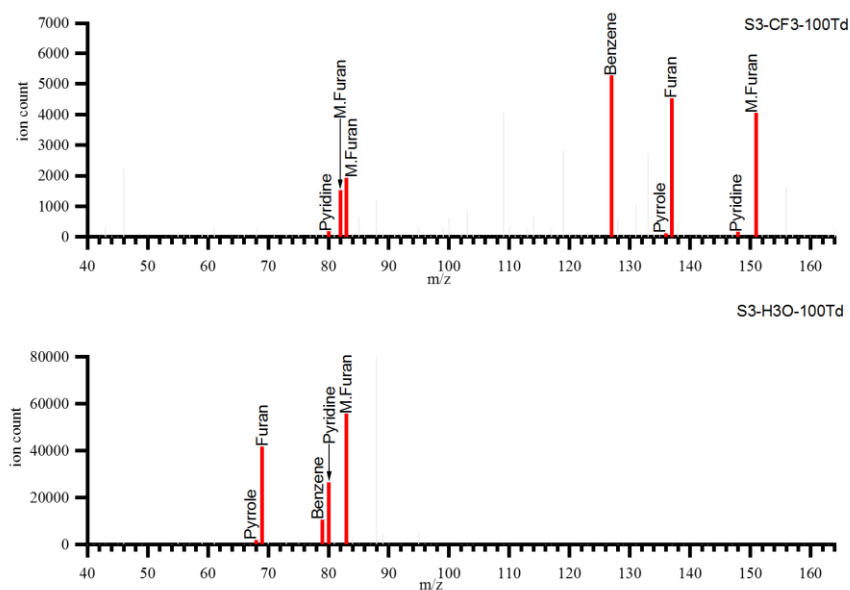 S3-CF3-100Td
7000
6000
5000
4000
3000
2000
1000
0
ion count
Pyridine
M.Furan
M.Furan
Benzene
Pyrrole
Furan
Pyridine
M.Furan
40 50 60 70 80 90 100 110 120 130 140 150 160
m/z
S3-H3O-100Td
80000
60000
40000
20000
0
ion count
Pyrrole
Furan
Benzene
Pyridine
M.Furan
40 50 60 70 80 90 100 110 120 130 140 150 160
m/z